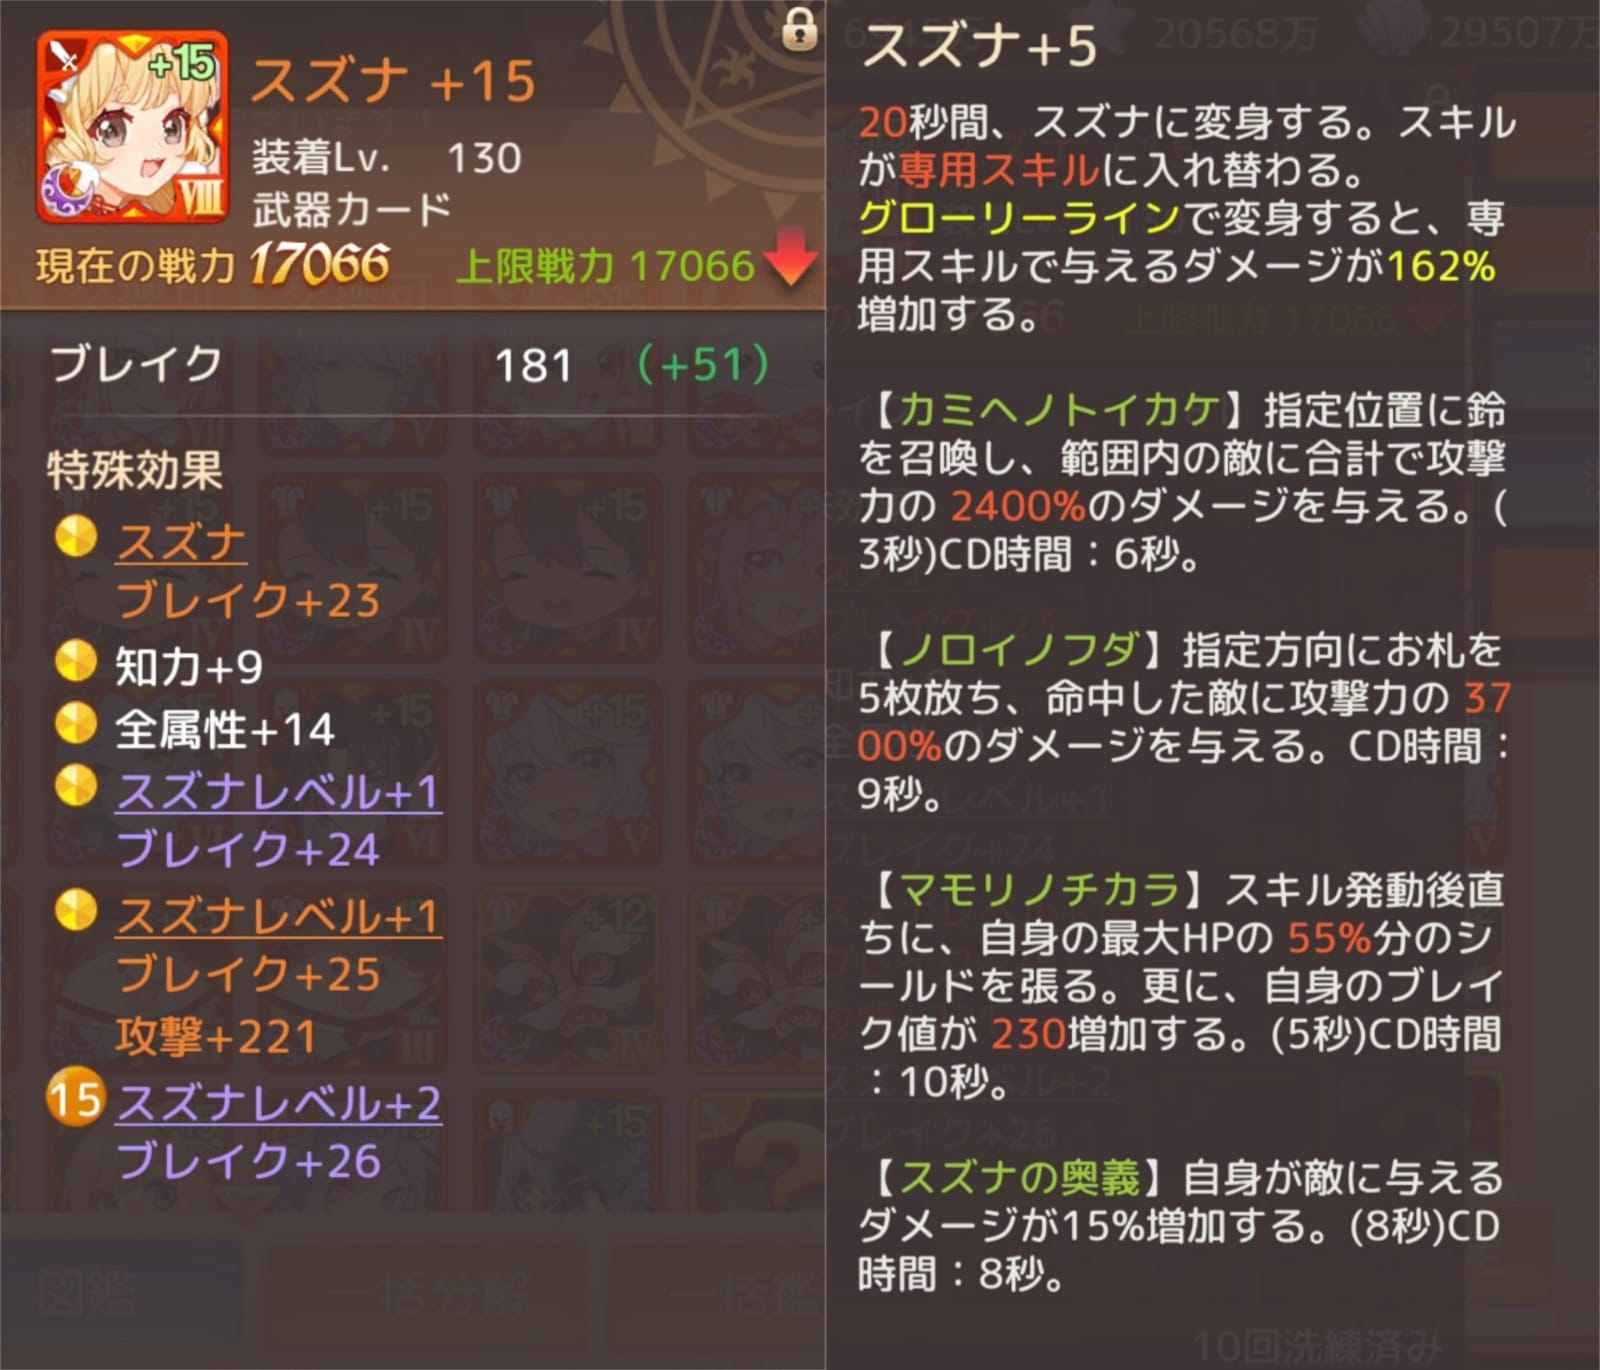 +15
VIII
スズナ +15
装着Lv. 130
武器カード
現在の戦力 17066
上限戦力 17066
ブレイク 181 (+51)
特殊効果
スズナ
ブレイク+23
知力+9
全属性+14
スズナレベル+1
ブレイク+24
スズナレベル+1
ブレイク+25
攻撃+221
15 スズナレベル+2
ブレイク+26
図鑑
一括分解
一括鑑
スズナ+5
20568万
29507万
20秒間、スズナに変身する。スキル
が専用スキルに入れ替わる。
グローリーラインで変身すると、専
用スキルで与えるダメージが162%
増加する。
【カミヘノトイカケ】指定位置に鈴
を召喚し、範囲内の敵に合計で攻撃
力の 2400%のダメージを与える。(
3秒)CD時間：6秒。
【ノロイノフダ】指定方向にお札を
5枚放ち、命中した敵に攻撃力の 37
00%のダメージを与える。CD時間：
9秒。
【マモリノチカラ】スキル発動後直
ちに、自身の最大HPの 55%分のシ
ールドを張る。更に、自身のブレイ
ク値が 230増加する。(5秒)CD時間
：10秒。
【スズナの奥義】自身が敵に与える
ダメージが15%増加する。(8秒)CD
時間：8秒。
10回洗練済み